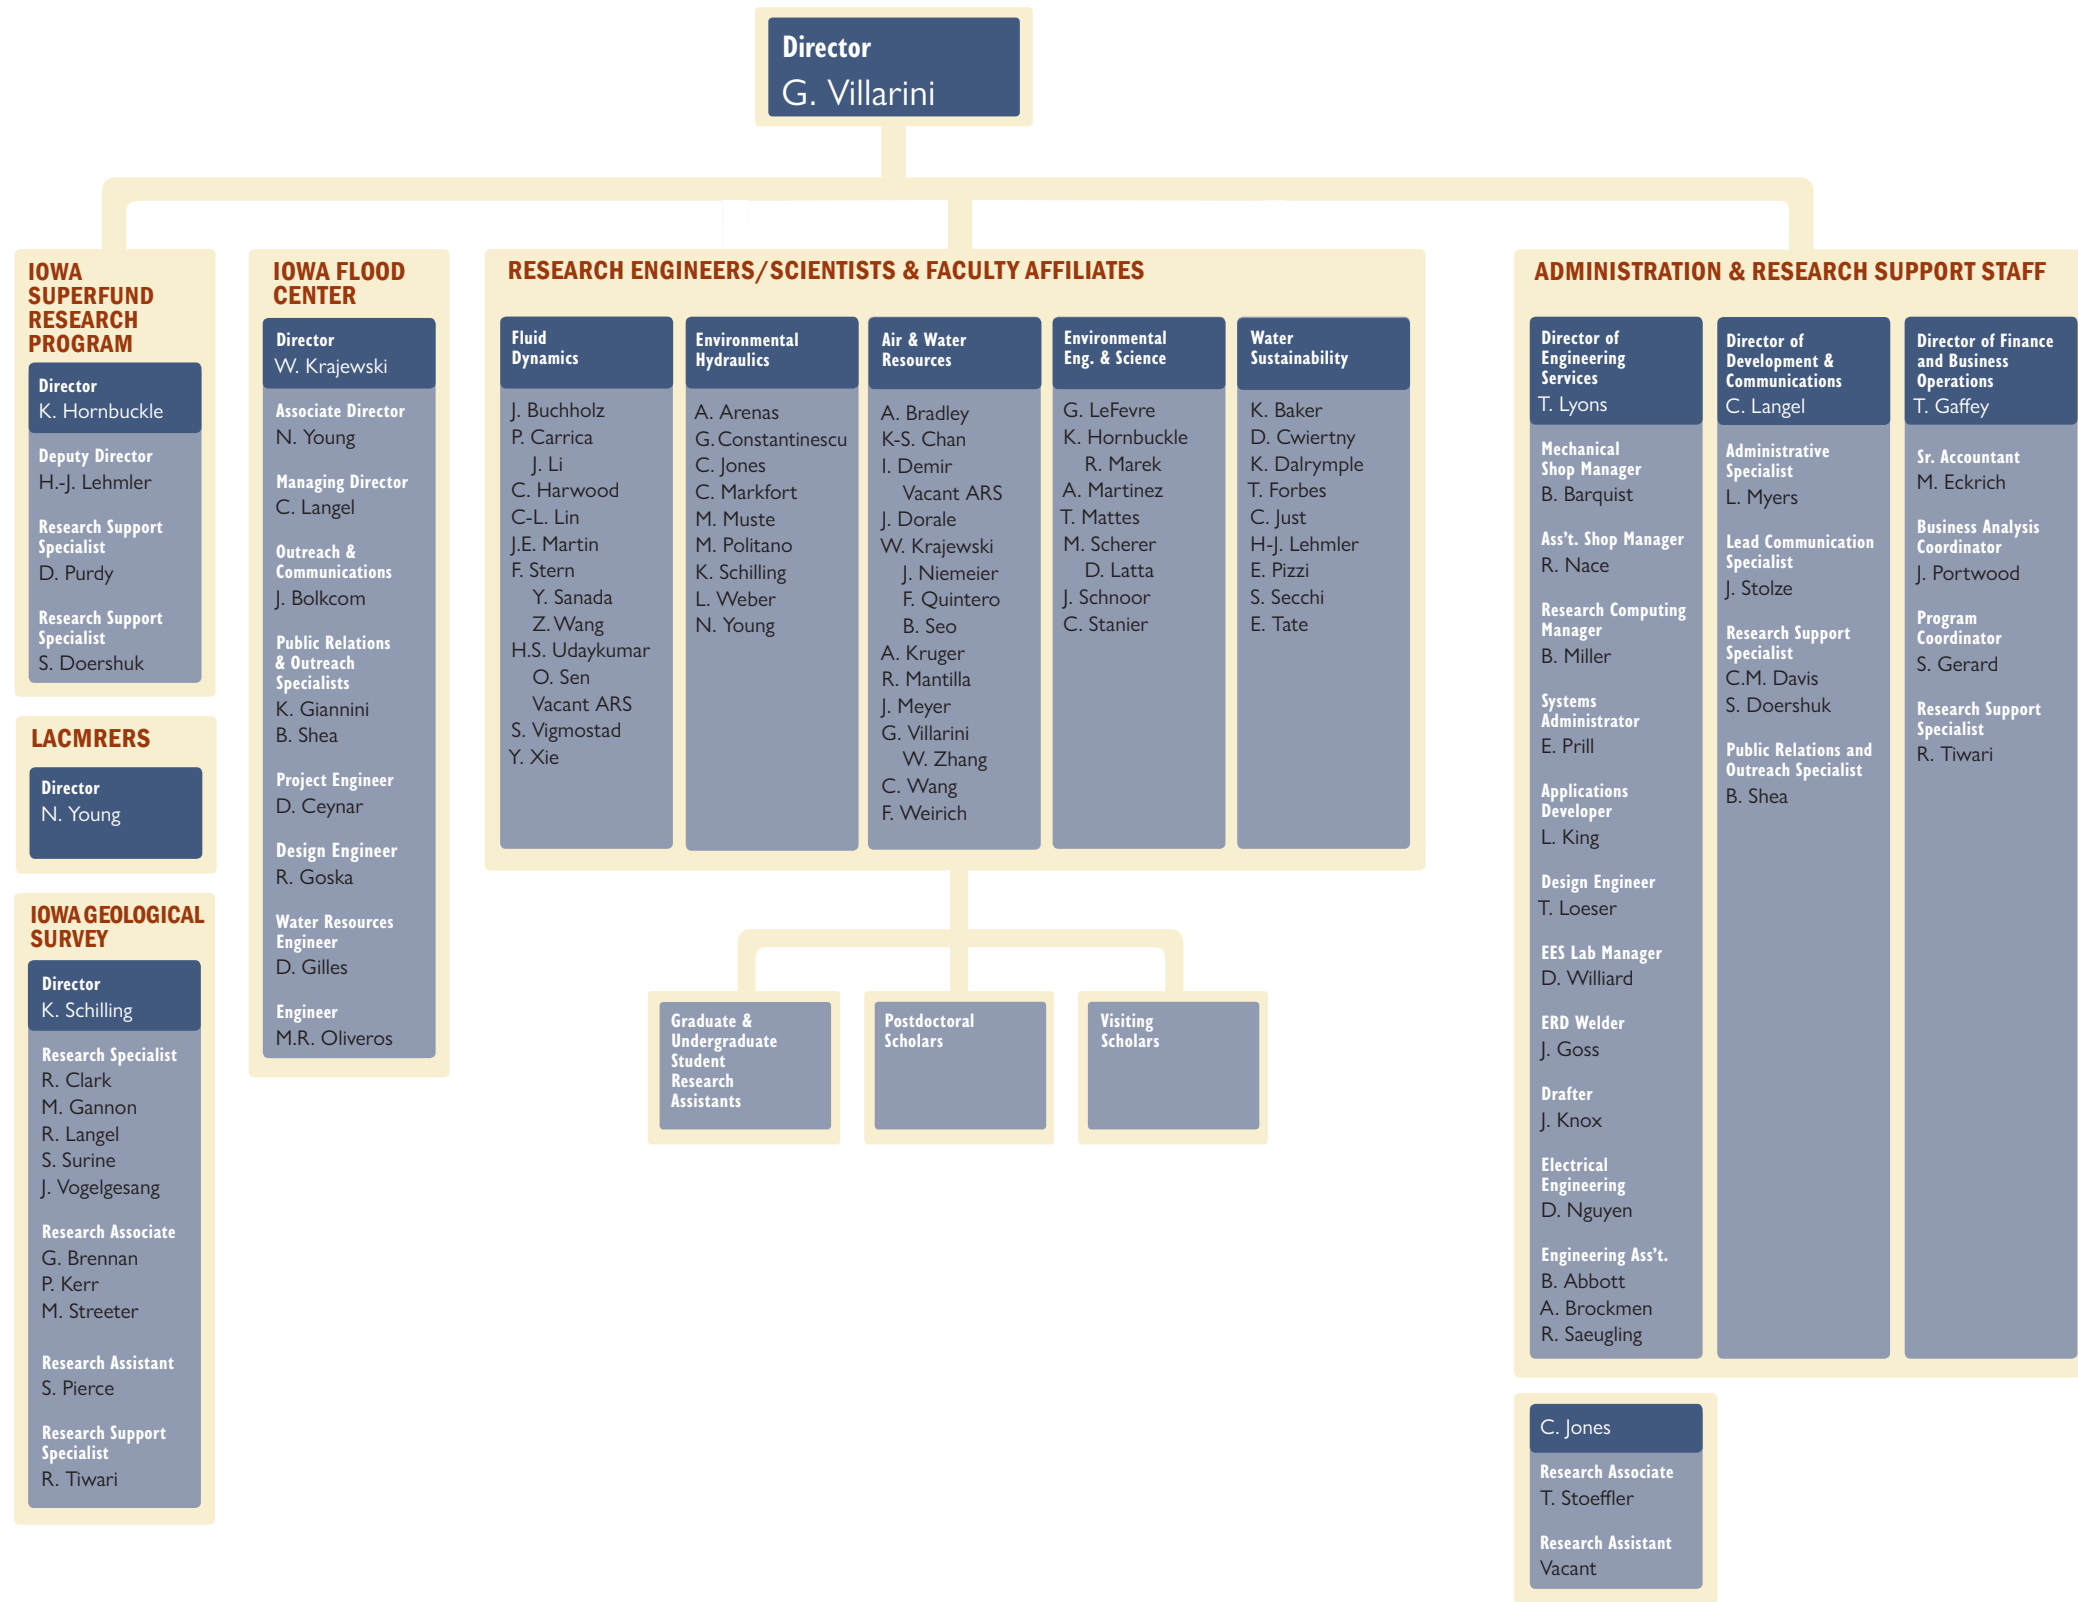 Director
G. Villarini
IOWA
SUPERFUND
RESEARCH
PROGRAM
Director
K. Hornbuckle
Deputy Director
H.-J. Lehmler
Research Support
Specialist
D. Purdy
Research Support
Specialist
S. Doershuk
LACMRERS
Director
N. Young
IOWA GEOLOGICAL
SURVEY
Director
K. Schilling
Research Specialist
R. Clark
M. Gannon
R. Langel
S. Surine
J. Vogelgesang
Research Associate
G. Brennan
P. Kerr
M. Streeter
Research Assistant
S. Pierce
Research Support
Specialist
R. Tiwari
IOWA FLOOD
CENTER
Director
W. Krajewski
Associate Director
N. Young
Managing Director
C. Langel
Outreach &
Communications
J. Bolkcom
Public Relations
& Outreach
Specialists
K. Giannini
B. Shea
Project Engineer
D. Ceynar
Design Engineer
R. Goska
Water Resources
Engineer
D. Gilles
Engineer
M.R. Oliveros
RESEARCH ENGINEERS/SCIENTISTS & FACULTY AFFILIATES
Fluid
Dynamics
J. Buchholz
P. Carrica
J. Li
C. Harwood
C-L. Lin
J.E. Martin
F. Stern
Y. Sanada
Z. Wang
H.S. Udaykumar
O. Sen
Vacant ARS
S. Vigmostad
Y. Xie
Environmental
Hydraulics
A. Arenas
G. Constantinescu
C. Jones
C. Markfort
M. Muste
M. Politano
K. Schilling
L. Weber
N. Young
Air & Water
Resources
A. Bradley
K-S. Chan
I. Demir
Vacant ARS
J. Dorale
W. Krajewski
J. Niemeier
F. Quintero
B. Seo
A. Kruger
R. Mantilla
J. Meyer
G. Villarini
W. Zhang
C. Wang
F. Weirich
Environmental
Eng. & Science
G. LeFevre
K. Hornbuckle
R. Marek
A. Martinez
T. Mattes
M. Scherer
D. Latta
J. Schnoor
C. Stanier
Water
Sustainability
K. Baker
D. Cwiertny
K. Dalrymple
T. Forbes
C. Just
H-J. Lehmler
E. Pizzi
S. Secchi
E. Tate
Graduate &
Undergraduate
Student
Research
Assistants
Postdoctoral
Scholars
Visiting
Scholars
ADMINISTRATION & RESEARCH SUPPORT STAFF
Director of
Engineering
Services
T. Lyons
Mechanical
Shop Manager
B. Barquist
Ass't. Shop Manager
R. Nace
Research Computing
Manager
B. Miller
Systems
Administrator
E. Prill
Applications
Developer
L. King
Design Engineer
T. Loeser
EES Lab Manager
D. Williard
ERD Welder
J. Goss
Drafter
J. Knox
Electrical
Engineering
D. Nguyen
Engineering Ass't.
B. Abbott
A. Brockmen
R. Saeugling
Director of
Development &
Communications
C. Langel
Administrative
Specialist
L. Myers
Lead Communication
Specialist
J. Stolze
Research Support
Specialist
C.M. Davis
S. Doershuk
Public Relations and
Outreach Specialist
B. Shea
Director of Finance
and Business
Operations
T. Gaffey
Sr. Accountant
M. Eckrich
Business Analysis
Coordinator
J. Portwood
Program
Coordinator
S. Gerard
Research Support
Specialist
R. Tiwari
C. Jones
Research Associate
T. Stoeffler
Research Assistant
Vacant